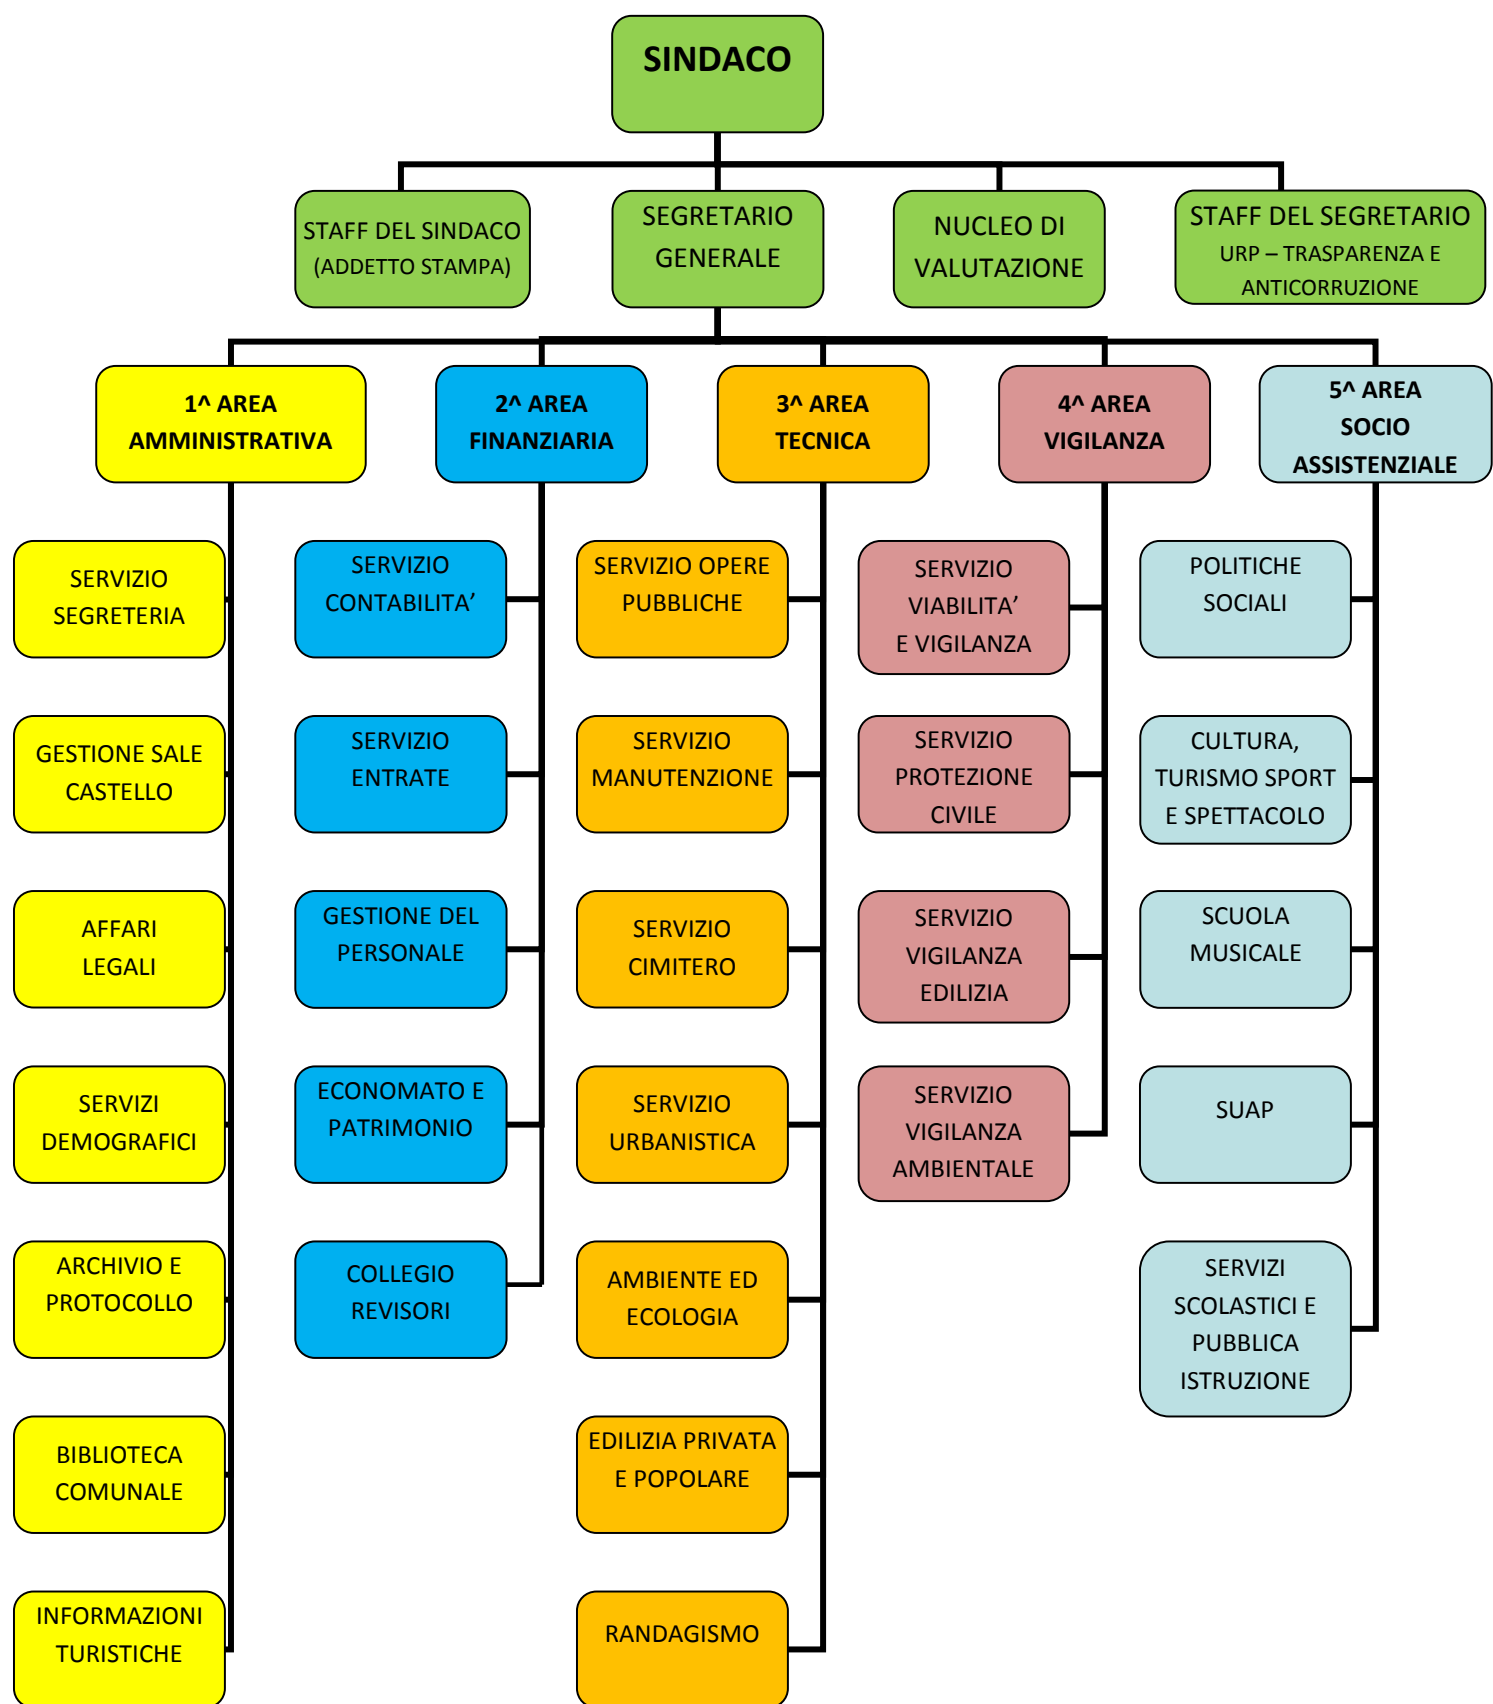 SINDACO
STAFF DEL SINDACO
(ADDETTO STAMPA)
SEGRETARIO
GENERALE
NUCLEO DI
VALUTAZIONE
STAFF DEL SEGRETARIO
URP – TRASPARENZA E
ANTICORRUZIONE
1^ AREA
AMMINISTRATIVA
2^ AREA
FINANZIARIA
3^ AREA
TECNICA
4^ AREA
VIGILANZA
5^ AREA
SOCIO
ASSISTENZIALE
SERVIZIO
SEGRETERIA
SERVIZIO
CONTABILITA’
SERVIZIO OPERE
PUBBLICHE
SERVIZIO
VIABILITA’
E VIGILANZA
POLITICHE
SOCIALI
GESTIONE SALE
CASTELLO
SERVIZIO
ENTRATE
SERVIZIO
MANUTENZIONE
SERVIZIO
PROTEZIONE
CIVILE
CULTURA,
TURISMO SPORT
E SPETTACOLO
AFFARI
LEGALI
GESTIONE DEL
PERSONALE
SERVIZIO
CIMITERO
SERVIZIO
VIGILANZA
EDILIZIA
SCUOLA
MUSICALE
SERVIZI
DEMOGRAFICI
ECONOMATO E
PATRIMONIO
SERVIZIO
URBANISTICA
SERVIZIO
VIGILANZA
AMBIENTALE
SUAP
ARCHIVIO E
PROTOCOLLO
COLLEGIO
REVISORI
AMBIENTE ED
ECOLOGIA
SERVIZI
SCOLASTICI E
PUBBLICA
ISTRUZIONE
BIBLIOTECA
COMUNALE
EDILIZIA PRIVATA
E POPOLARE
INFORMAZIONI
TURISTICHE
RANDAGISMO